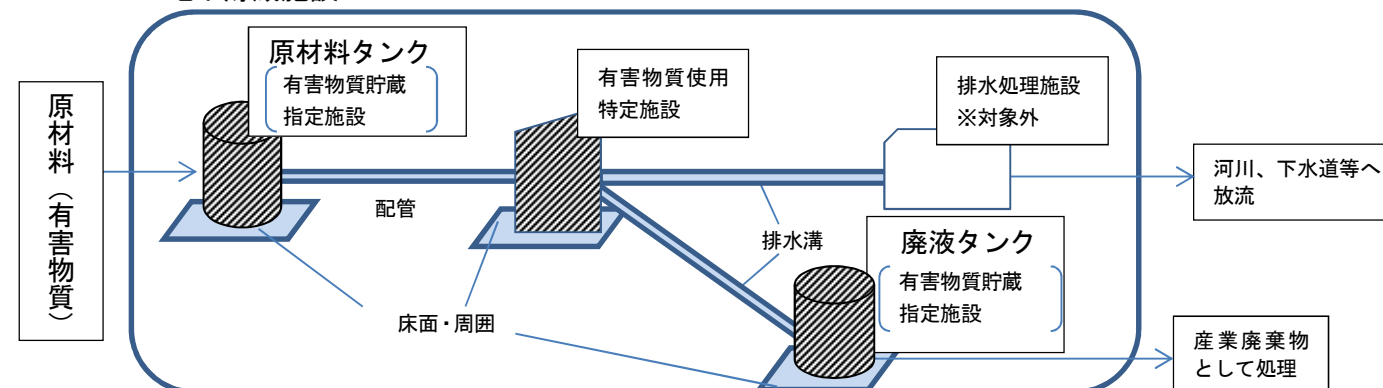 原材料（有害物質）
原材料タンク
有害物質貯蔵
指定施設
有害物質使用
特定施設
排水処理施設
※対象外
河川、下水道等へ
放流
配管
排水溝
廃液タンク
有害物質貯蔵
指定施設
床面・周囲
産業廃棄物
として処理